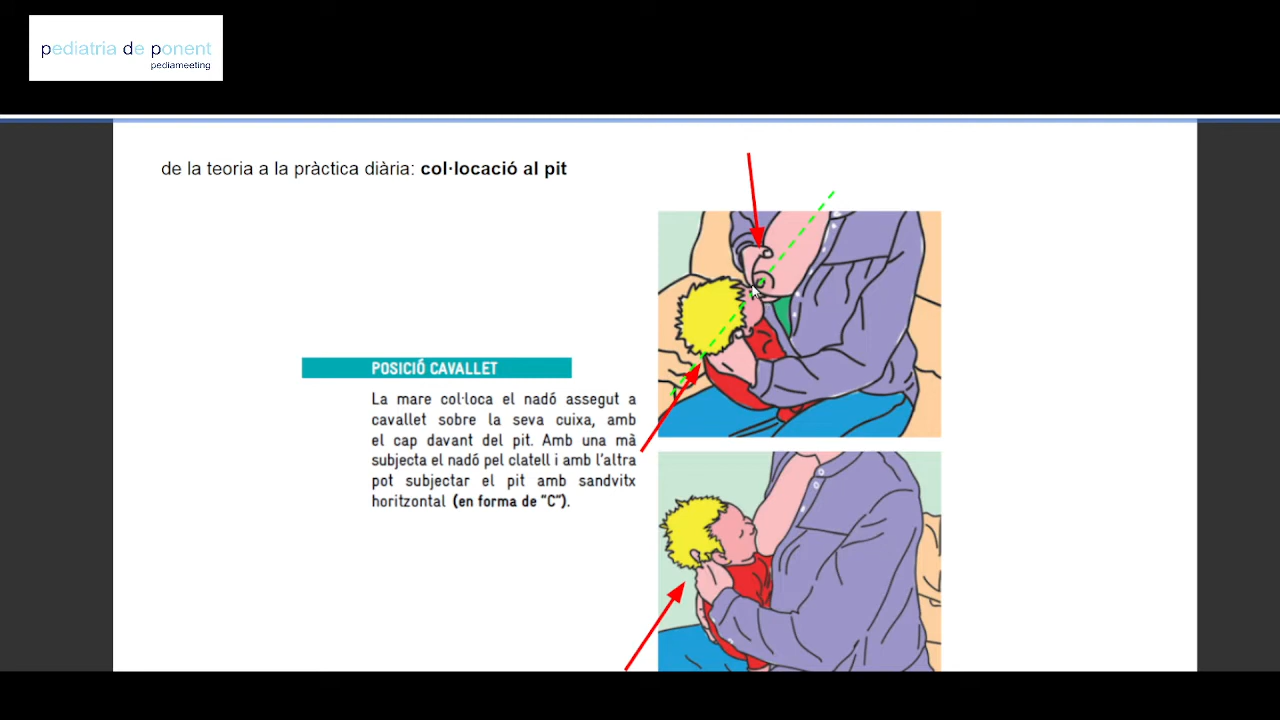 pediatria de ponent
pediameeting
de la teoria a la pràctica diària: col·locació al pit
POSICIÓ CAVALLET
La mare col·loca el nadó assegut a
cavallet sobre la seva cuixa, amb
el cap davant del pit. Amb una mà
subjecta el nadó pel clatell i amb l'altra
pot subjectar el pit amb sandvitx
horitzontal (en forma de "C").